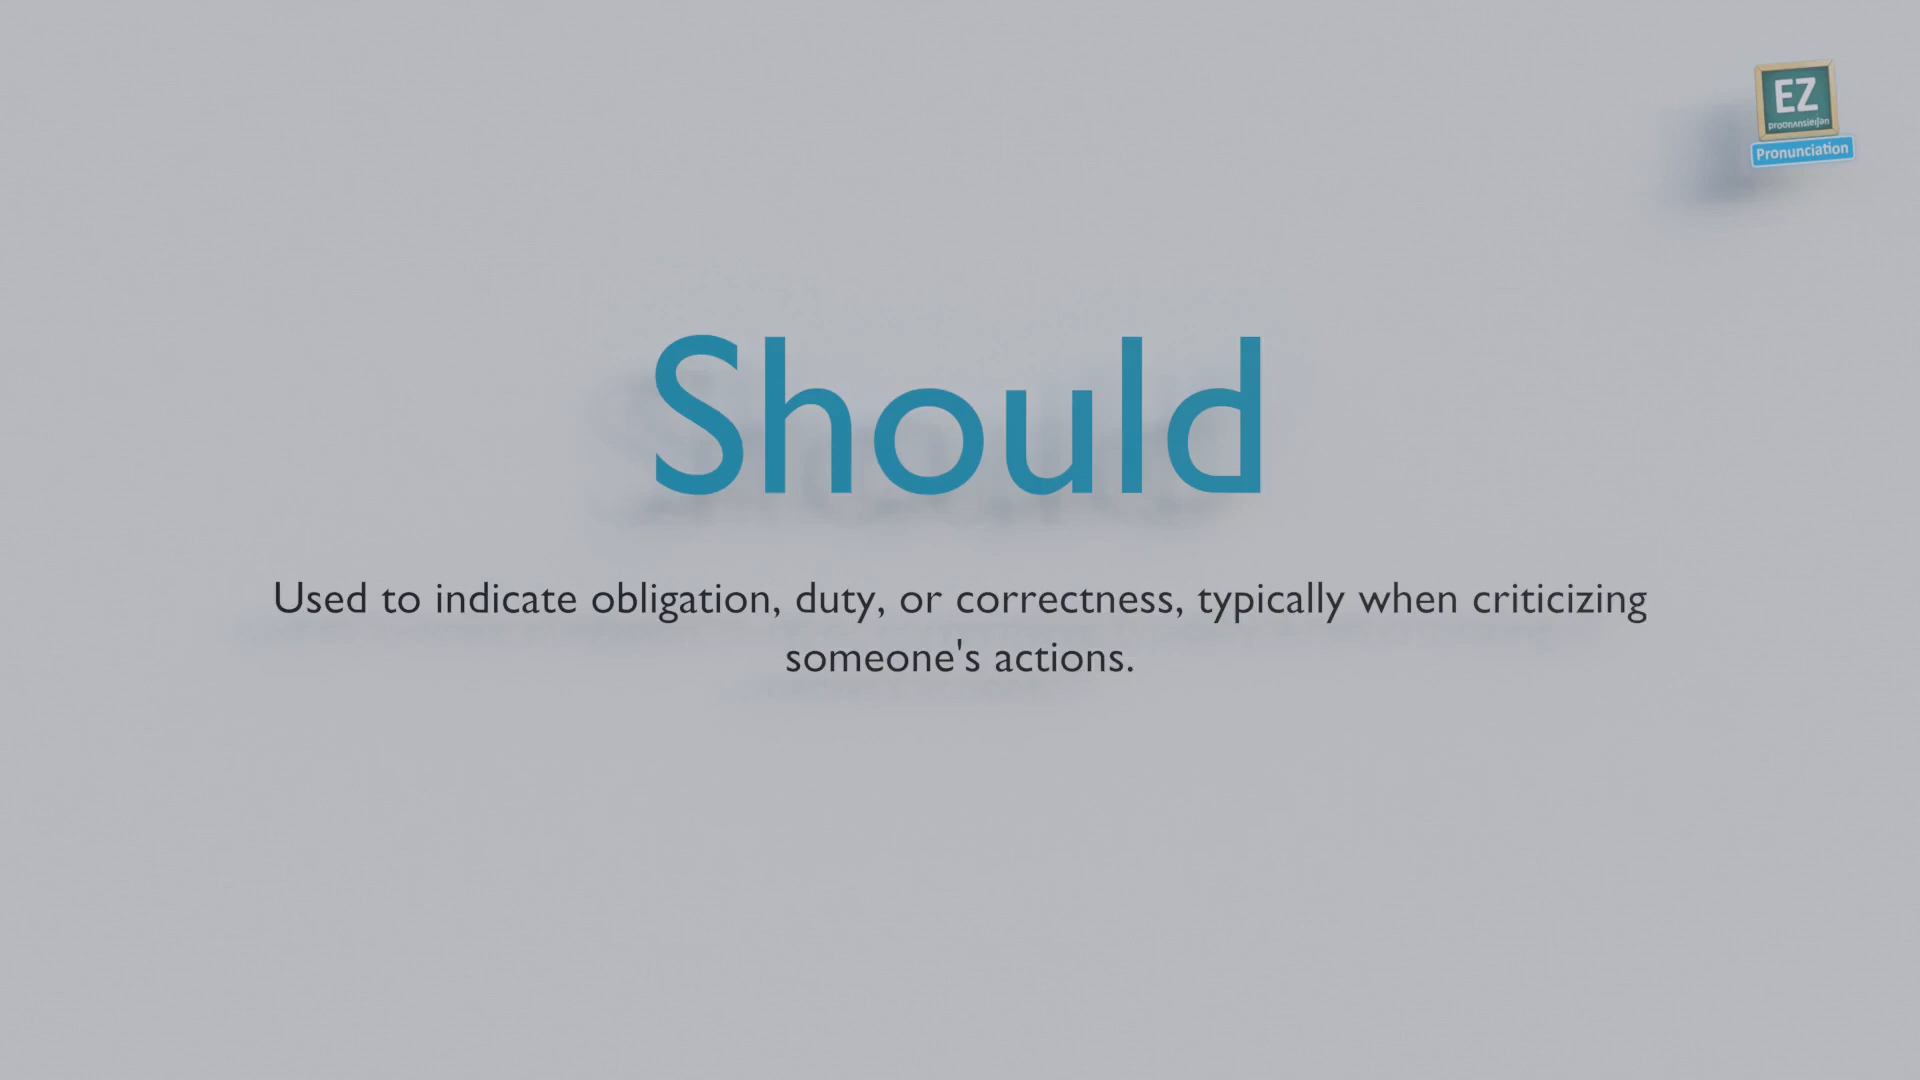 EZ
Pronunciation
Should
Used to indicate obligation, duty, or correctness, typically when criticizing
someone's actions.